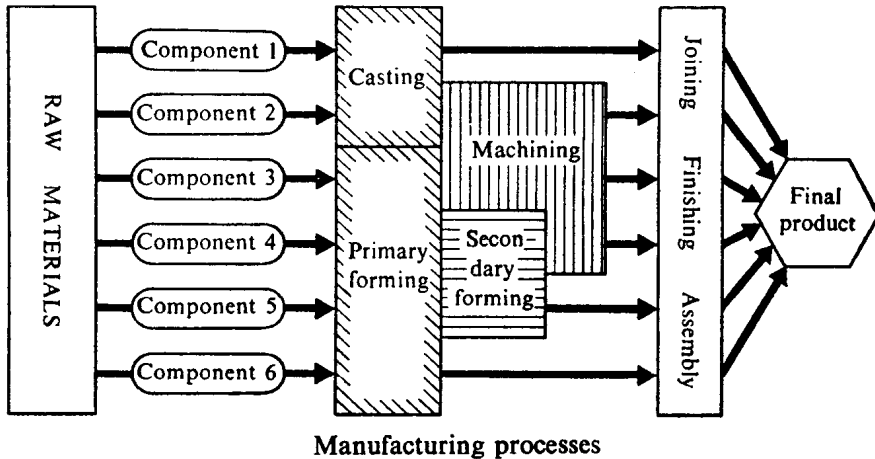 RAW MATERIALS
Component 1
Component 2
Component 3
Component 4
Component 5
Component 6
Casting
Primary
forming
Machining
Secon-
dary
forming
Joining
Finishing
Assembly
Final
product
Manufacturing processes